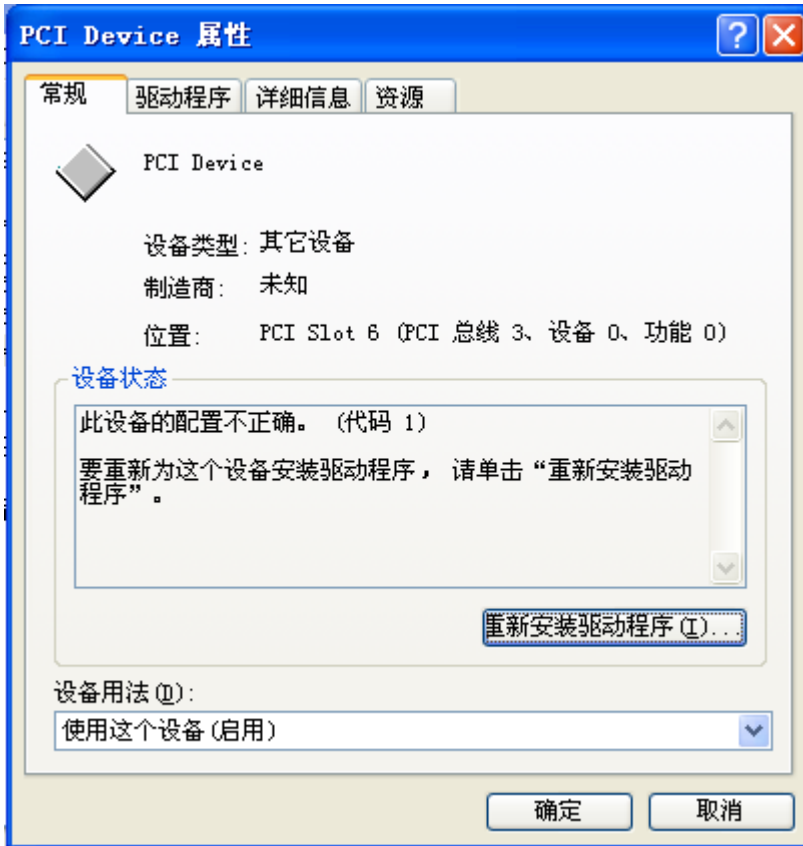 PCI Device 属性
常规 驱动程序 详细信息 资源
PCI Device
设备类型: 其它设备
制造商: 未知
位置: PCI Slot 6 (PCI 总线 3、设备 0、功能 0)
设备状态
此设备的配置不正确。 (代码 1)
要重新为这个设备安装驱动程序, 请单击“重新安装驱动
程序”。
重新安装驱动程序(I)...
设备用法(D):
使用这个设备(启用)
确定 取消